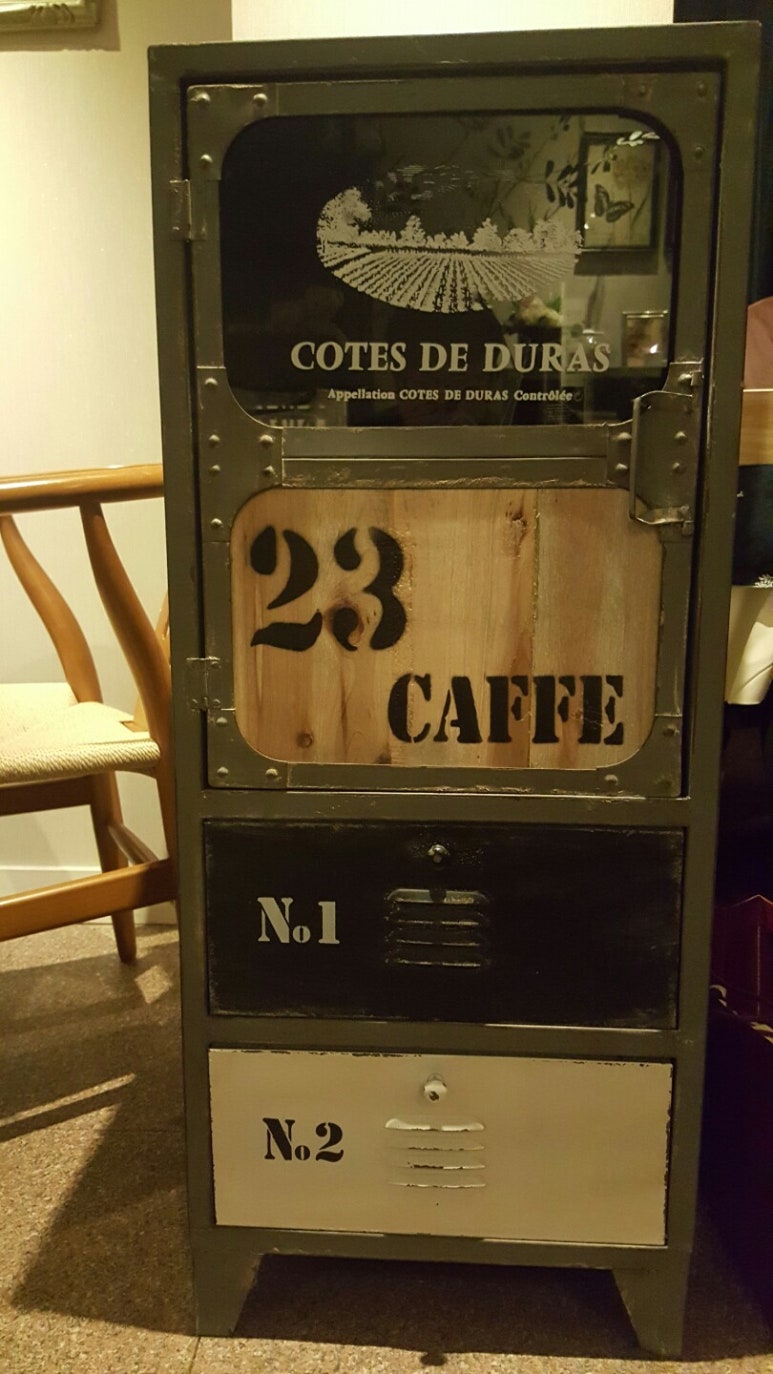 COTES DE DURAS
Appellation COTES DE DURAS Contrôlée
23
CAFFE
No1
No2